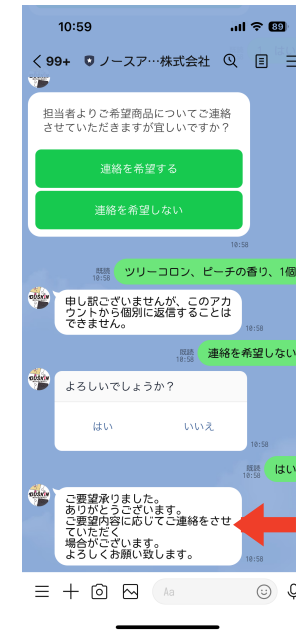 10:59
89
99+ ノースア…株式会社
担当者よりご希望商品についてご連絡
させていただきますが宜しいですか?
連絡を希望する
連絡を希望しない
10:58
既読
10:58
ツリーコロン、ピーチの香り、1個
申し訳ございませんが、このアカ
ウントから個別に返信することは
できません。
10:58
既読
10:58
連絡を希望しない
よろしいでしょうか?
はい いいえ
10:58
既読
10:58
はい
ご要望承りました。
ありがとうございます。
ご要望内容に応じてご連絡をさせ
ていただく
場合がございます。
よろしくお願い致します。
10:58
Aa